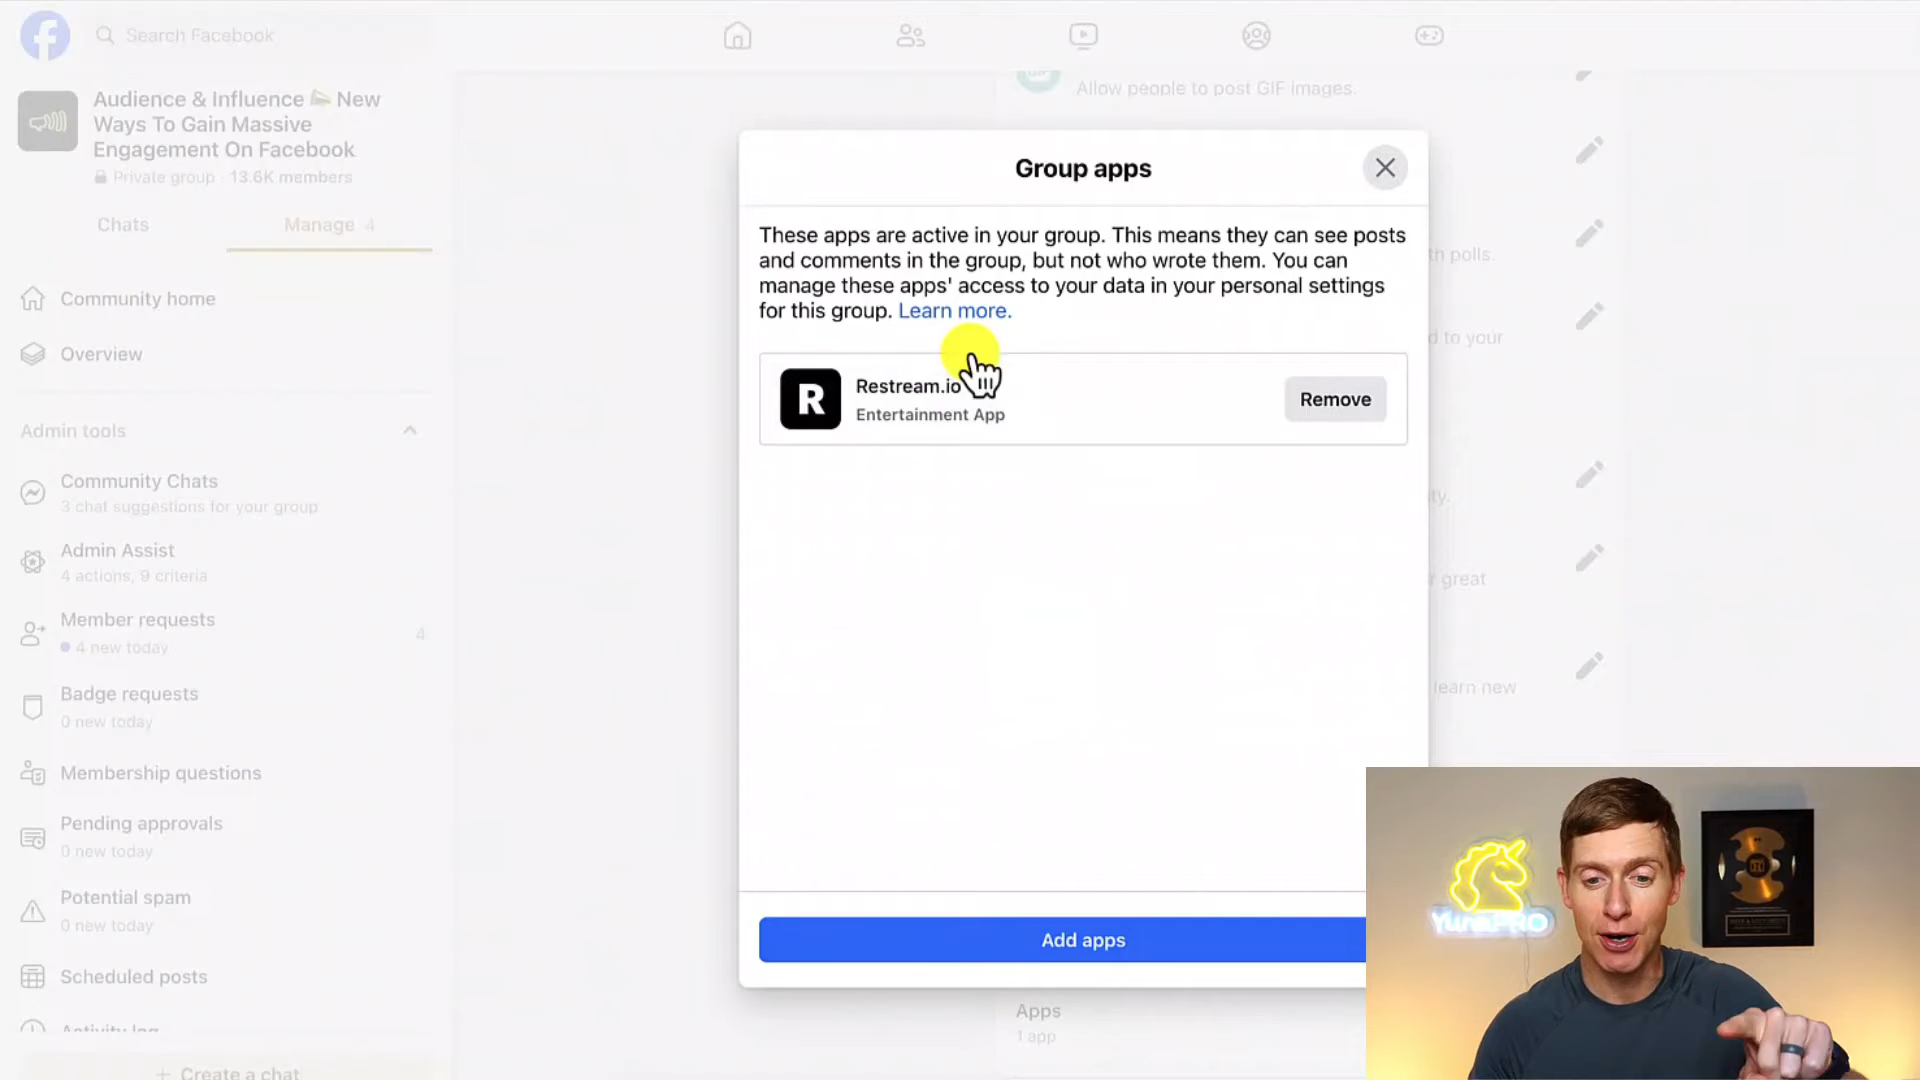 Search Facebook
Audience & Influence 📣 New
Ways To Gain Massive
Engagement On Facebook
Private group · 13.6K members
Chats
Manage 4
Community home
Overview
Admin tools
Community Chats
3 chat suggestions for your group
Admin Assist
4 actions, 9 criteria
Member requests
4 new today
4
Badge requests
0 new today
Membership questions
Pending approvals
0 new today
Potential spam
0 new today
Scheduled posts
Activity log
+ Create a chat
GIF
Allow people to post GIF images.
Group apps
These apps are active in your group. This means they can see posts
and comments in the group, but not who wrote them. You can
manage these apps' access to your data in your personal settings
for this group. Learn more.
R
Restream.io
Entertainment App
Remove
Add apps
th polls.
d to your
ty.
r great
learn new
Apps
1 app
YurePRO